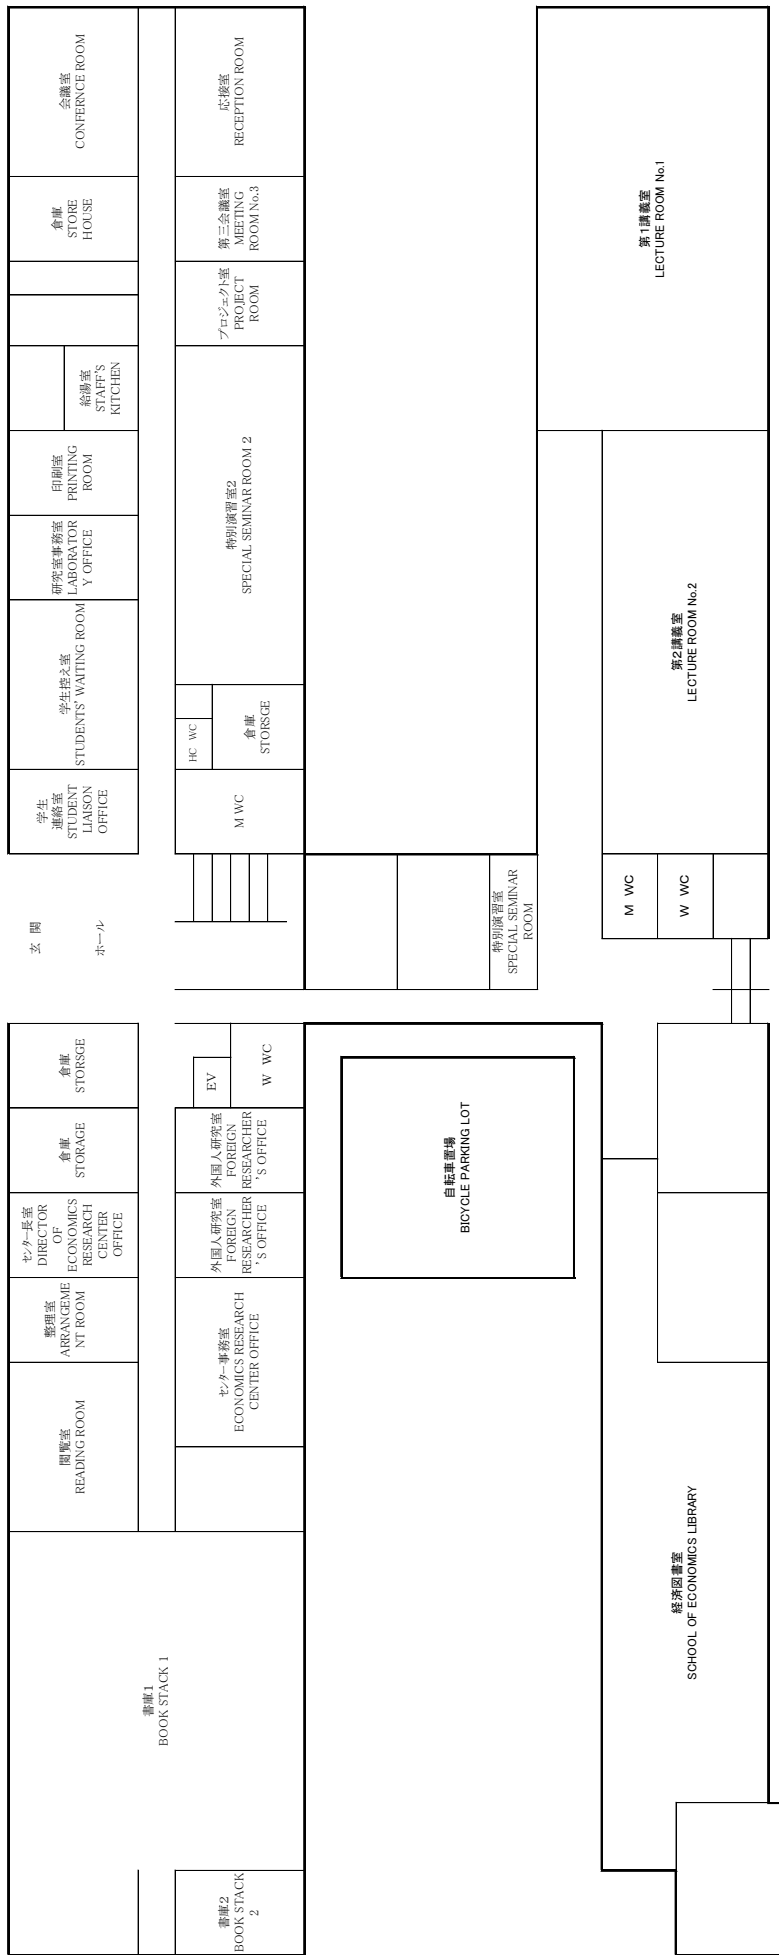 会議室
CONFERNCE ROOM
応接室
RECEPTION ROOM
第1講義室
LECTURE ROOM No.1
倉庫
STORE
HOUSE
第三会議室
MEETING
ROOM No.3
プロジェクト室
PROJECT
ROOM
給湯室
STAFF'S
KITCHEN
印刷室
PRINTING
ROOM
特別演習室2
SPECIAL SEMINAR ROOM 2
研究室事務室
LABORATOR
Y OFFICE
学生控え室
STUDENTS' WAITING ROOM
第2講義室
LECTURE ROOM No.2
HC WC
倉庫
STORSGE
学生
連絡室
STUDENT
LIAISON
OFFICE
M WC
特別演習室
SPECIAL SEMINAR
ROOM
M WC
W WC
玄 関
ホール
倉庫
STORSGE
EV
W WC
倉庫
STORAGE
外国人研究室
FOREIGN
RESEARCHER
'S OFFICE
自転車置場
BICYCLE PARKING LOT
センター長室
DIRECTOR
OF
ECONOMICS
RESEARCH
CENTER
OFFICE
外国人研究室
FOREIGN
RESEARCHER
'S OFFICE
整理室
ARRANGEME
NT ROOM
センター事務室
ECONOMICS RESEARCH
CENTER OFFICE
閲覧室
READING ROOM
経済図書室
SCHOOL OF ECONOMICS LIBRARY
書庫1
BOOK STACK 1
書庫2
BOOK STACK
2